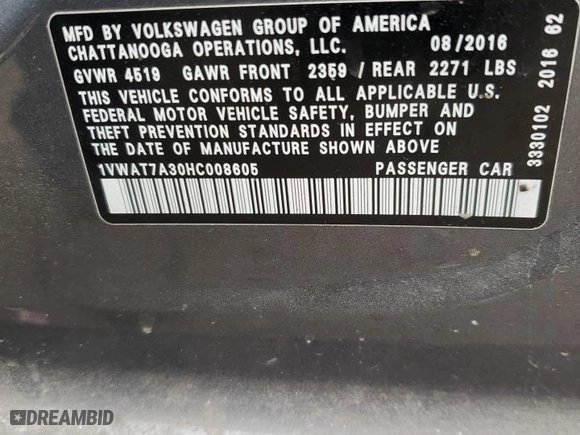 MFD BY VOLKSWAGEN GROUP OF AMERICA
CHATTANOOGA OPERATIONS, LLC. 08/2016
GVWR 4519 GAWR FRONT 2359 / REAR 2271 LBS
THIS VEHICLE CONFORMS TO ALL APPLICABLE U.S.
FEDERAL MOTOR VEHICLE SAFETY, BUMPER AND
THEFT PREVENTION STANDARDS IN EFFECT ON
THE DATE OF MANUFACTURE SHOWN ABOVE
1VWAT7A30HC008605 PASSENGER CAR
3330102 2016 62
DREAMBID